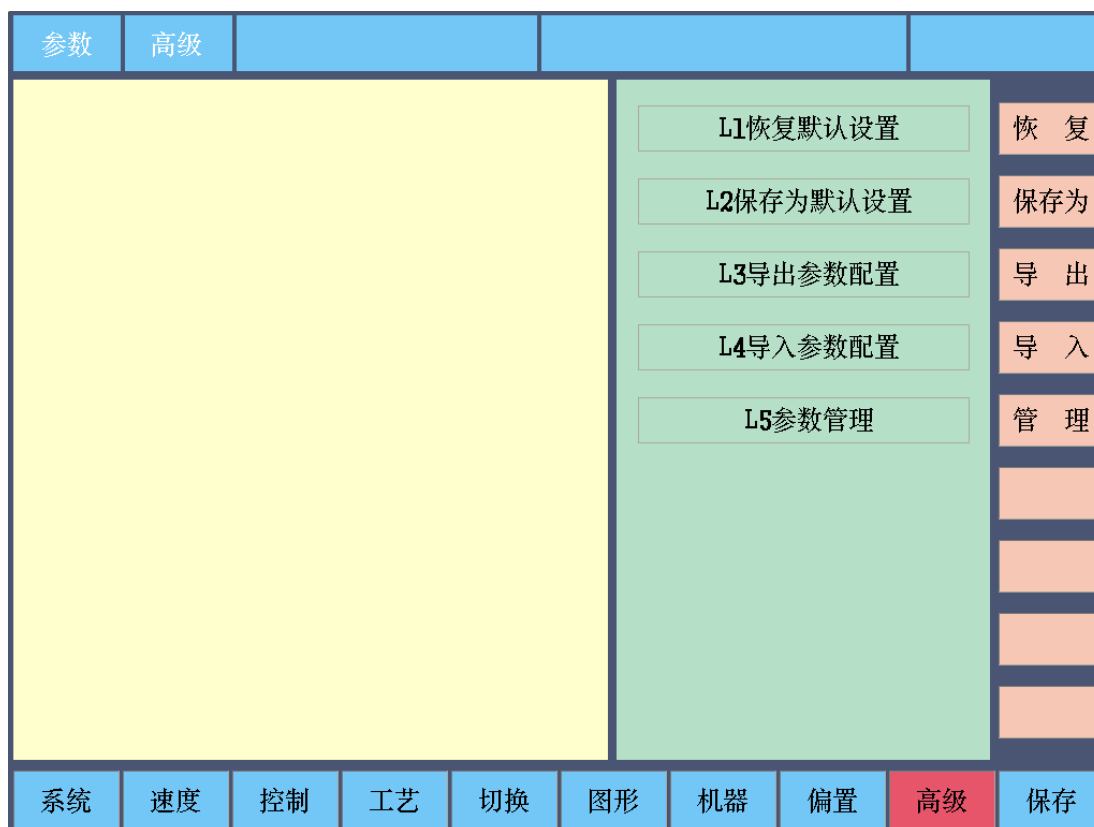 参数 高级
L1恢复默认设置 恢 复
L2保存为默认设置 保存为
L3导出参数配置 导 出
L4导入参数配置 导 入
L5参数管理 管 理
系统 速度 控制 工艺 切换 图形 机器 偏置 高级 保存